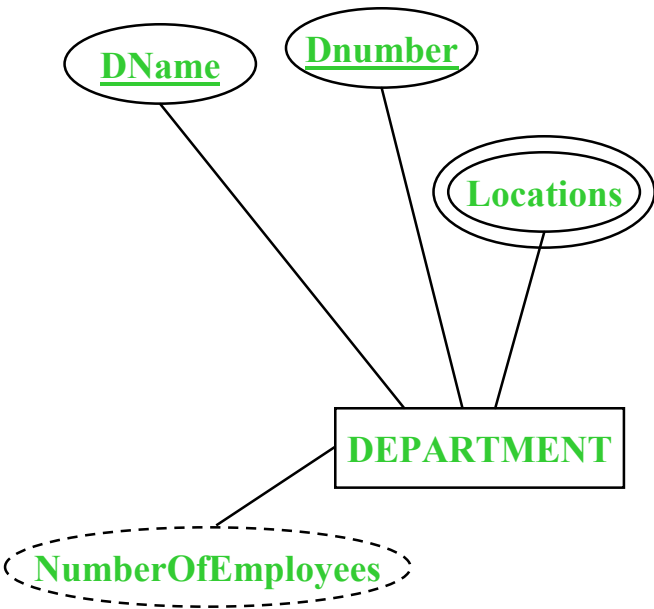 DName
Dnumber
Locations
DEPARTMENT
NumberOfEmployees